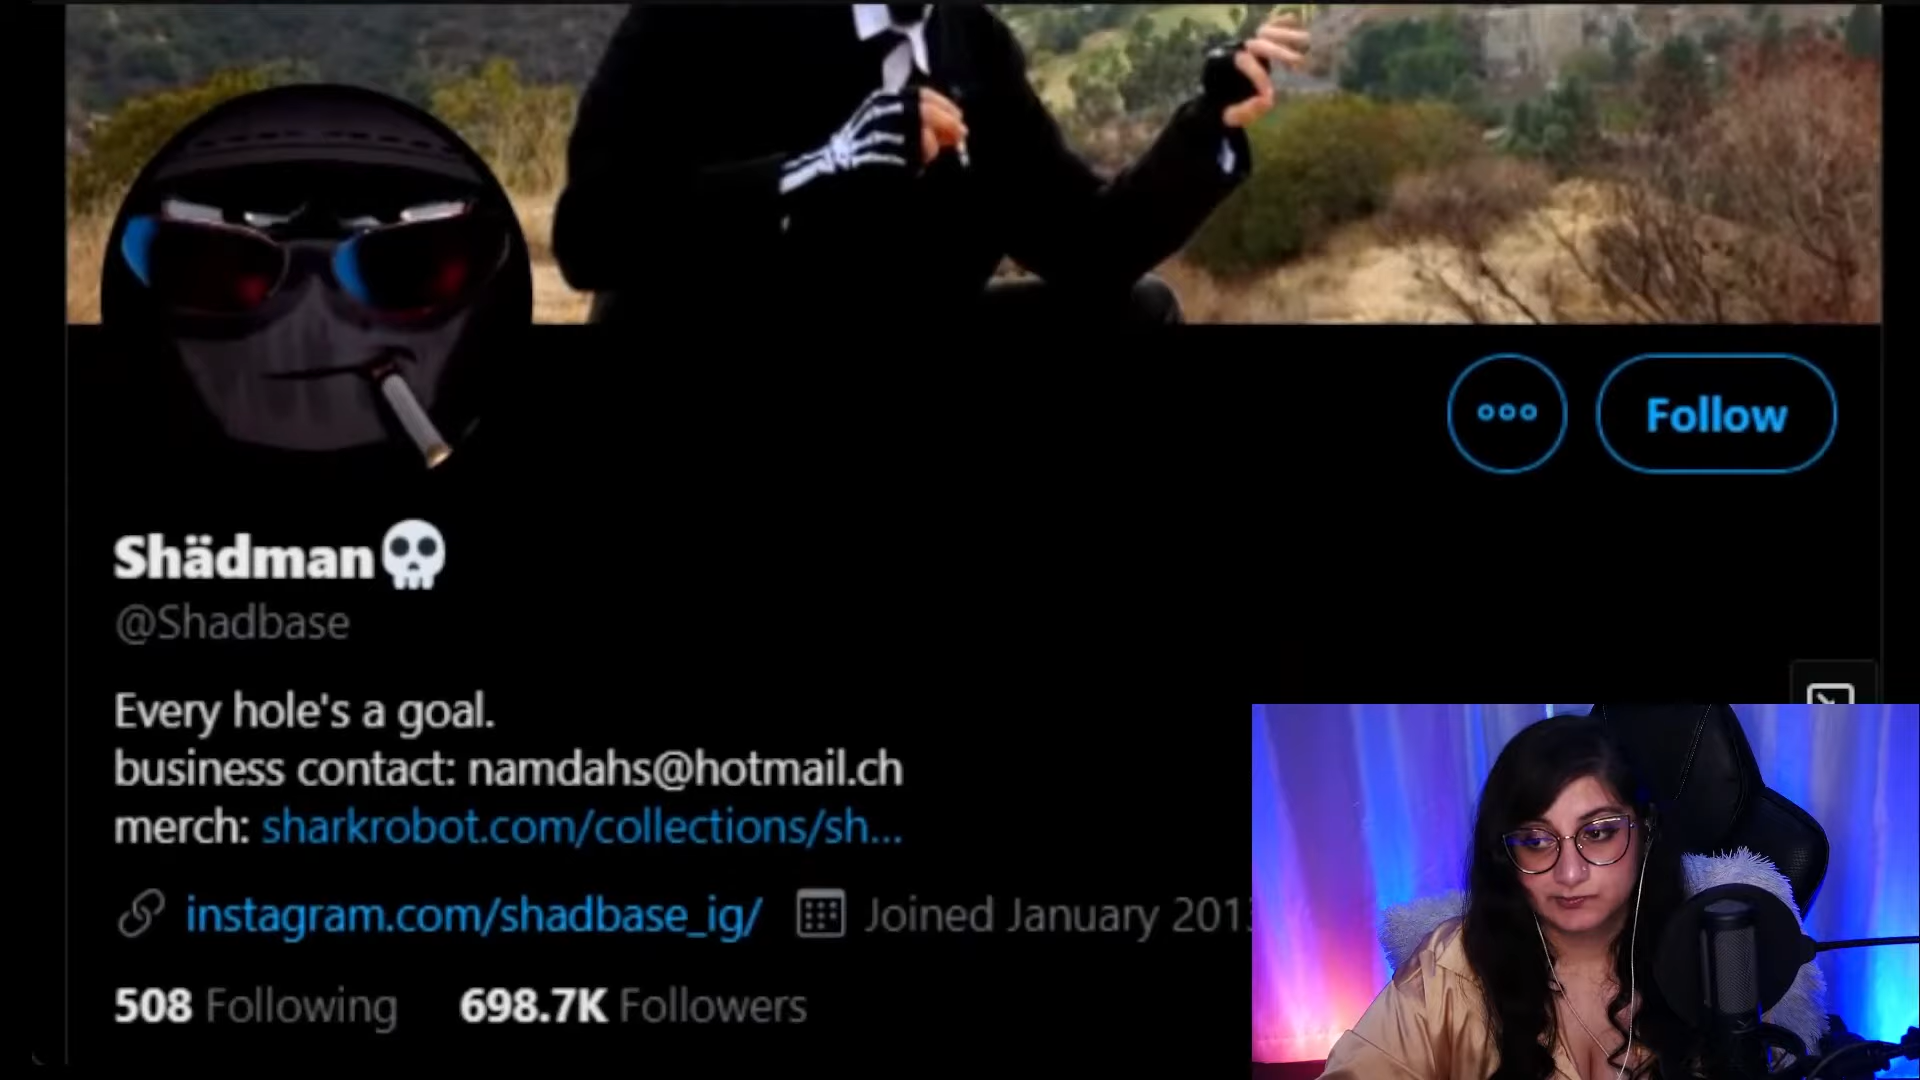 Follow
Shädman💀
@Shadbase
Every hole's a goal.
business contact: namdahs@hotmail.ch
merch: sharkrobot.com/collections/sh...
instagram.com/shadbase_ig/ Joined January 2013
508 Following 698.7K Followers